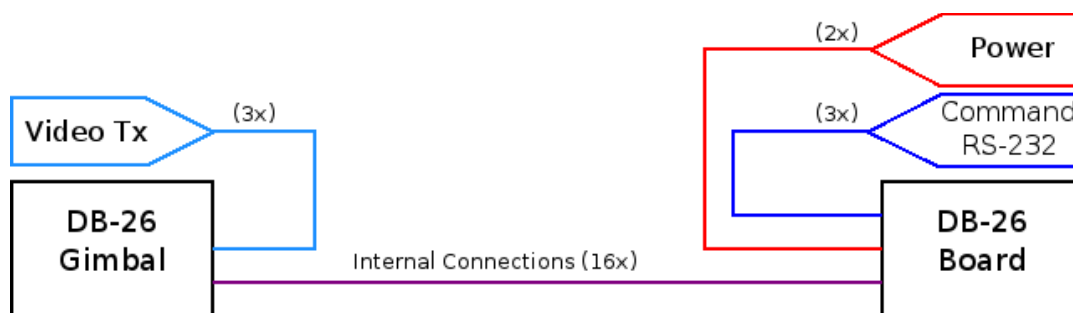 (2x)
Power
(3x)
Video Tx
(3x)
Command
RS-232
DB-26
Gimbal
Internal Connections (16x)
DB-26
Board